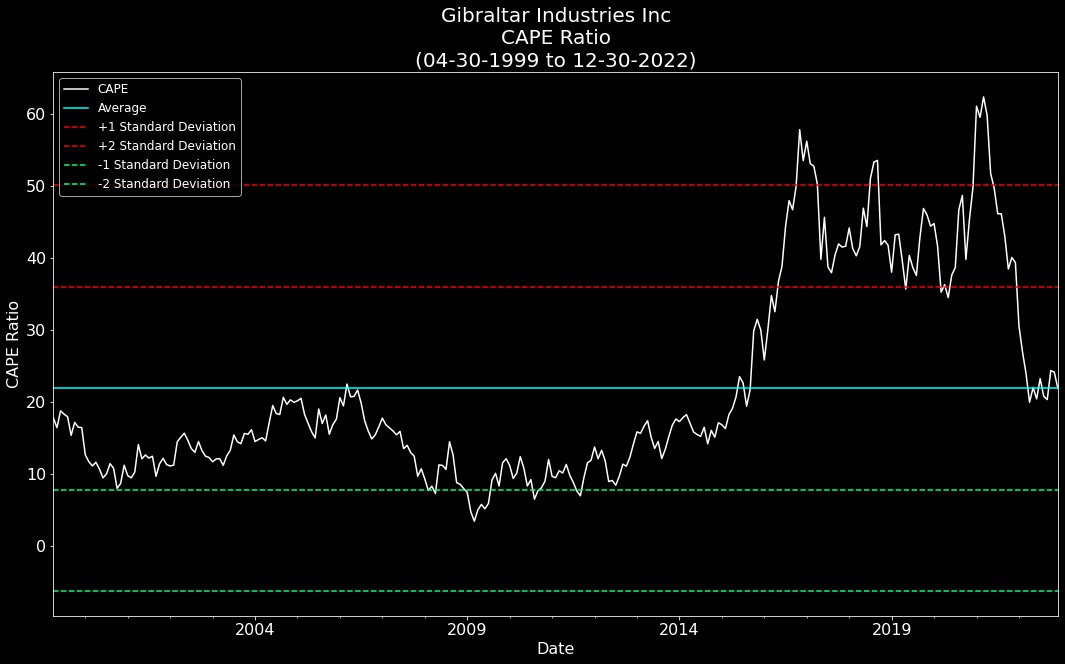 Gibraltar Industries Inc
CAPE Ratio
(04-30-1999 to 12-30-2022)
CAPE
Average
+1 Standard Deviation
+2 Standard Deviation
-1 Standard Deviation
-2 Standard Deviation
CAPE Ratio
60
50
40
30
20
10
0
2004
2009
2014
2019
Date